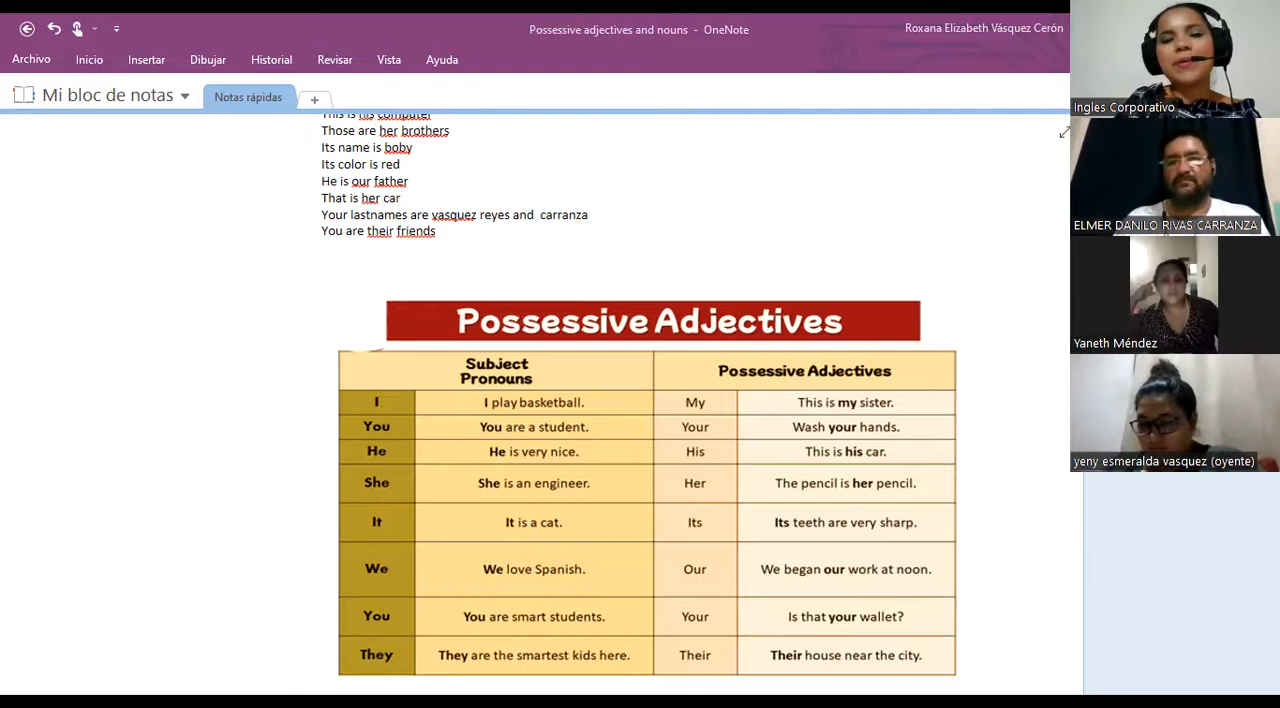 Possessive adjectives and nouns - OneNote
Roxana Elizabeth Vásquez Cerón
Archivo Inicio Insertar Dibujar Historial Revisar Vista Ayuda
Mi bloc de notas
Notas rápidas
This is his computer
Those are her brothers
Its name is boby
Its color is red
He is our father
That is her car
Your lastnames are vasquez reyes and carranza
You are their friends
Possessive Adjectives
Subject
Pronouns
Possessive Adjectives
I I play basketball. My This is my sister.
You You are a student. Your Wash your hands.
He He is very nice. His This is his car.
She She is an engineer. Her The pencil is her pencil.
It It is a cat. Its Its teeth are very sharp.
We We love Spanish. Our We began our work at noon.
You You are smart students. Your Is that your wallet?
They They are the smartest kids here. Their Their house near the city.
Ingles Corporativo
ELMER DANILO RIVAS CARRANZA
Yaneth Méndez
yeny esmeralda vasquez (oyente)